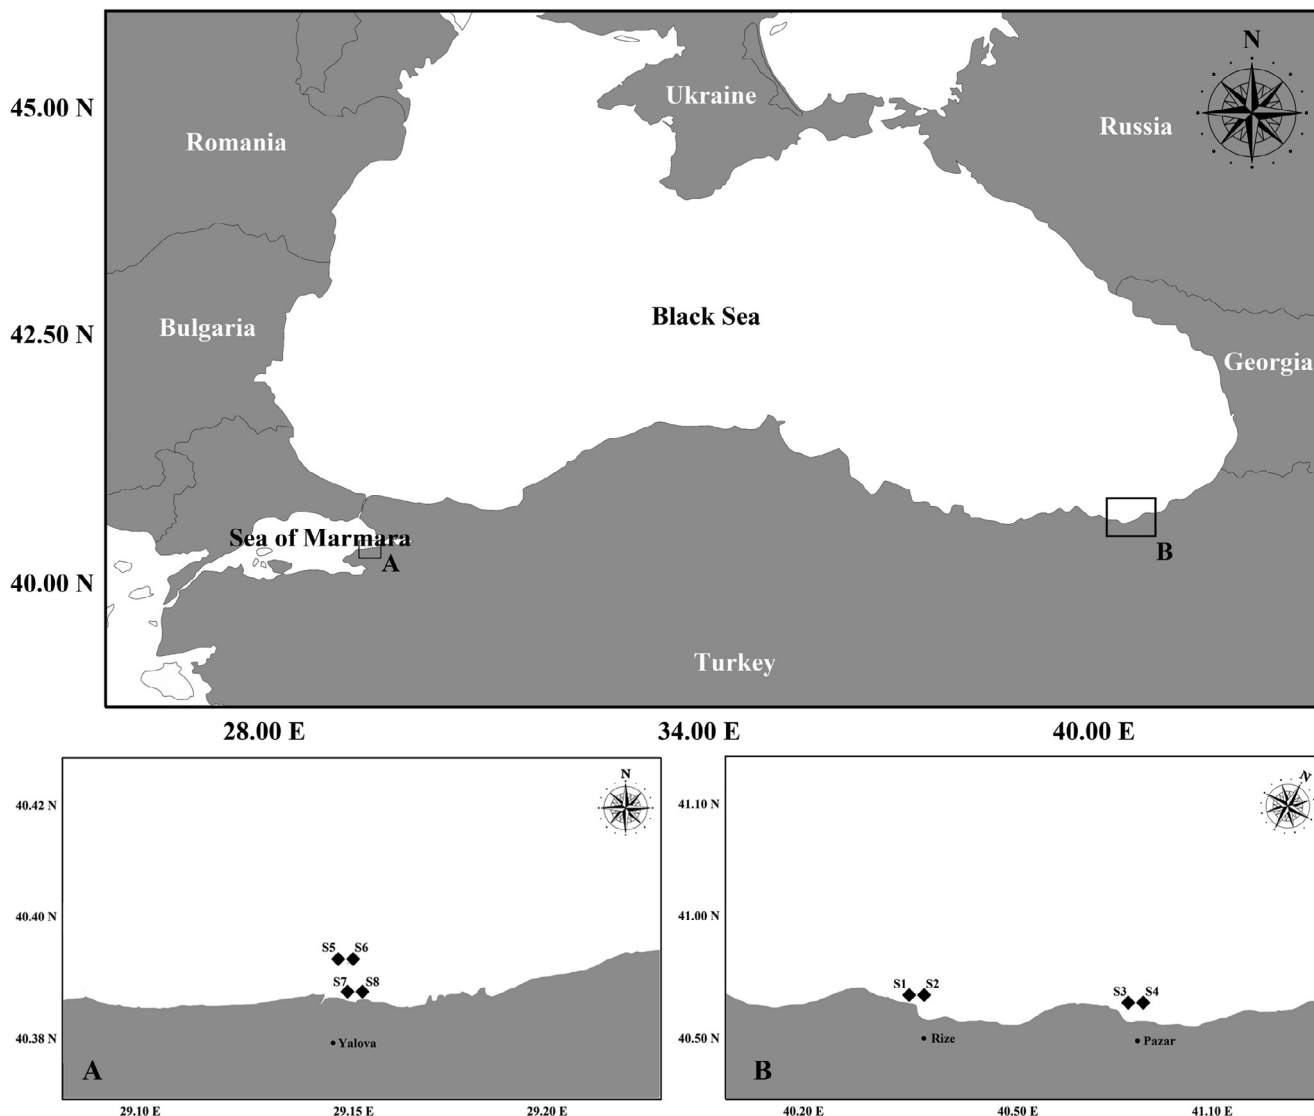 N
45.00 N
Ukraine
Russia
Romania
Black Sea
Bulgaria
42.50 N
Georgia
Sea of Marmara
A
B
40.00 N
Turkey
28.00 E
34.00 E
40.00 E
N
40.42 N
40.40 N
S5
S6
S7
S8
40.38 N
Yalova
A
29.10 E
29.15 E
29.20 E
N
41.10 N
41.00 N
S1
S2
S3
S4
40.50 N
Rize
Pazar
B
40.20 E
40.50 E
41.10 E